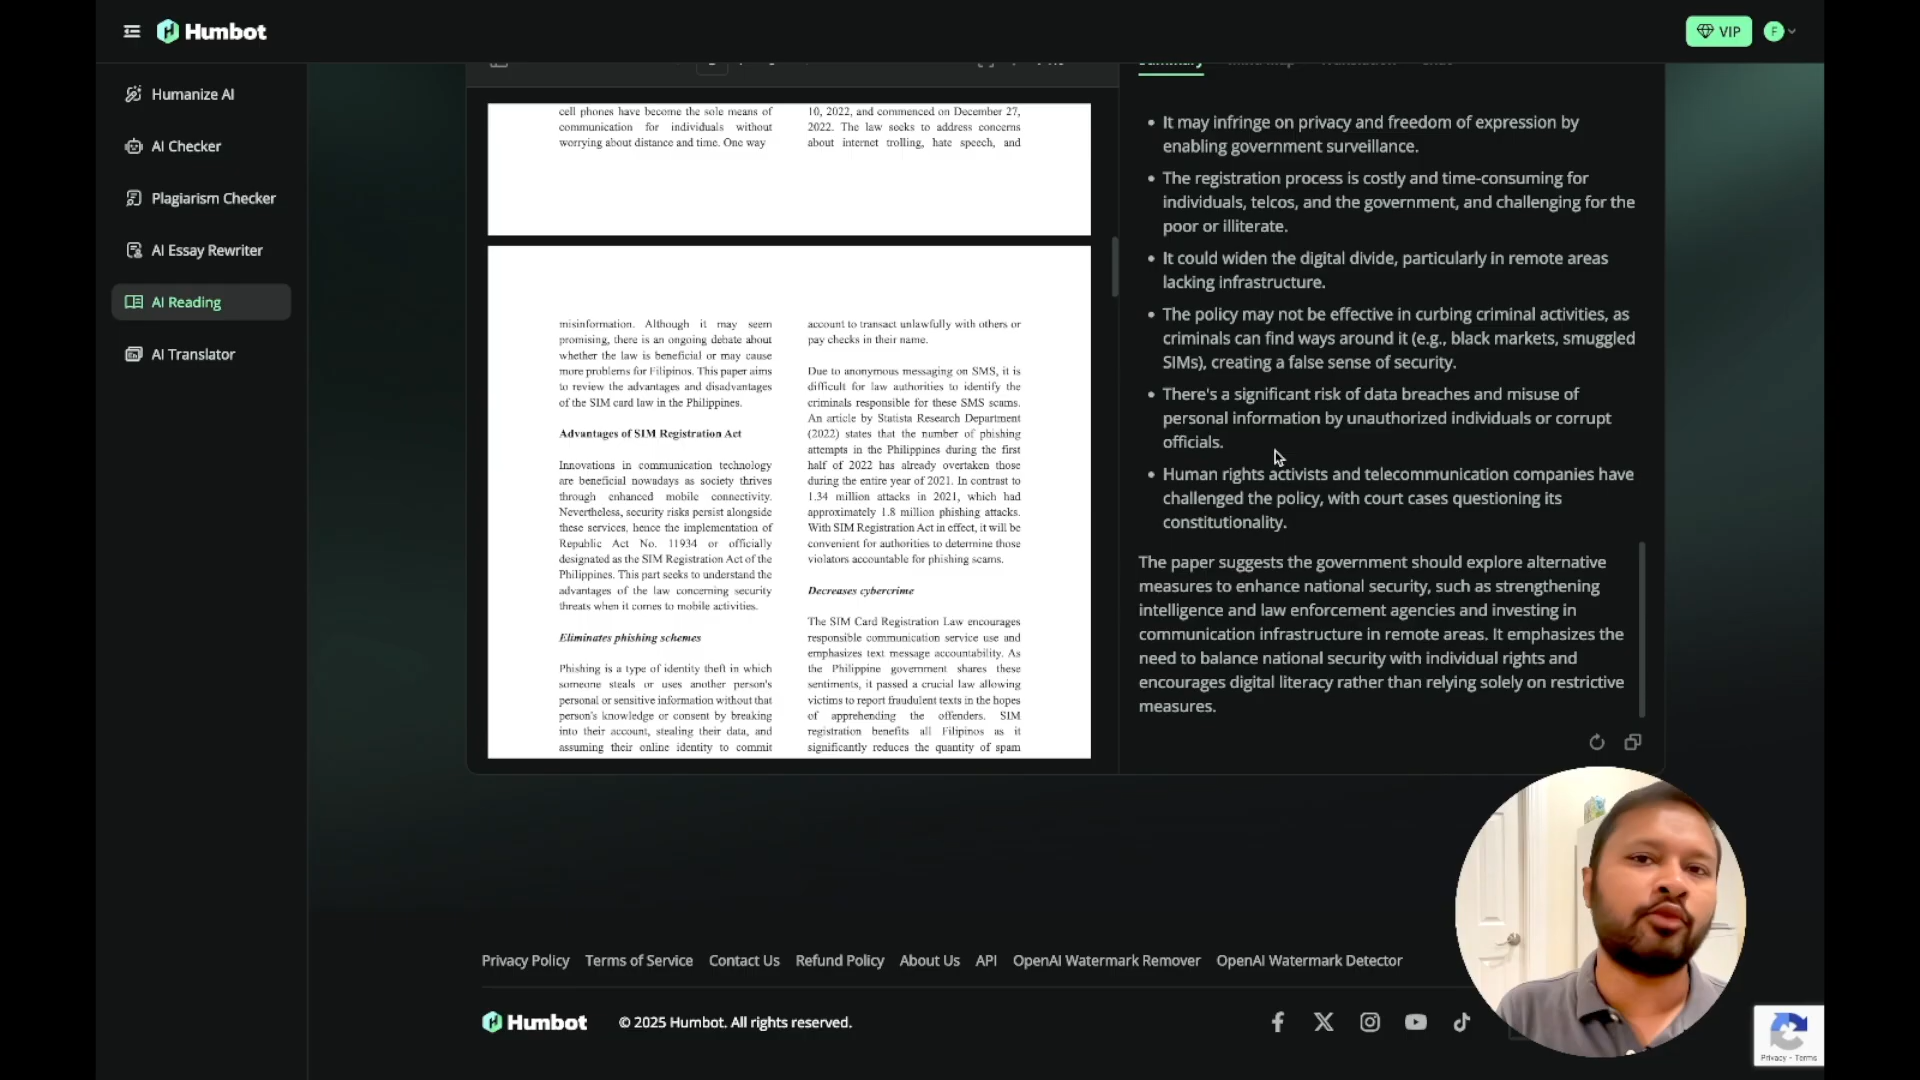 Humbot
VIP
F
Humanize AI
AI Checker
Plagiarism Checker
AI Essay Rewriter
AI Reading
AI Translator
cell phones have become the sole means of
communication for individuals without
worrying about distance and time. One way
10, 2022, and commenced on December 27,
2022. The law seeks to address concerns
about internet trolling, hate speech, and
misinformation. Although it may seem
promising, there is an ongoing debate about
whether the law is beneficial or may cause
more problems for Filipinos. This paper aims
to review the advantages and disadvantages
of the SIM card law in the Philippines.
Advantages of SIM Registration Act
Innovations in communication technology
are beneficial nowadays as society thrives
through enhanced mobile connectivity.
Nevertheless, security risks persist alongside
these services, hence the implementation of
Republic Act No. 11934 or officially
designated as the SIM Registration Act of the
Philippines. This part seeks to understand the
advantages of the law concerning security
threats when it comes to mobile activities.
Eliminates phishing schemes
Phishing is a type of identity theft in which
someone steals or uses another person's
personal or sensitive information without that
person's knowledge or consent by breaking
into their account, stealing their data, and
assuming their online identity to commit
account to transact unlawfully with others or
pay checks in their name.
Due to anonymous messaging on SMS, it is
difficult for law authorities to identify the
criminals responsible for these SMS scams.
An article by Statista Research Department
(2022) states that the number of phishing
attempts in the Philippines during the first
half of 2022 has already overtaken those
during the entire year of 2021. In contrast to
1.34 million attacks in 2021, which had
approximately 1.8 million phishing attacks.
With SIM Registration Act in effect, it will be
convenient for authorities to determine those
violators accountable for phishing scams.
Decreases cybercrime
The SIM Card Registration Law encourages
responsible communication service use and
emphasizes text message accountability. As
the Philippine government shares these
sentiments, it passed a crucial law allowing
victims to report fraudulent texts in the hopes
of apprehending the offenders. SIM
registration benefits all Filipinos as it
significantly reduces the quantity of spam
Summary
• It may infringe on privacy and freedom of expression by
enabling government surveillance.
• The registration process is costly and time-consuming for
individuals, telcos, and the government, and challenging for the
poor or illiterate.
• It could widen the digital divide, particularly in remote areas
lacking infrastructure.
• The policy may not be effective in curbing criminal activities, as
criminals can find ways around it (e.g., black markets, smuggled
SIMs), creating a false sense of security.
• There's a significant risk of data breaches and misuse of
personal information by unauthorized individuals or corrupt
officials.
• Human rights activists and telecommunication companies have
challenged the policy, with court cases questioning its
constitutionality.
The paper suggests the government should explore alternative
measures to enhance national security, such as strengthening
intelligence and law enforcement agencies and investing in
communication infrastructure in remote areas. It emphasizes the
need to balance national security with individual rights and
encourages digital literacy rather than relying solely on restrictive
measures.
Privacy Policy Terms of Service Contact Us Refund Policy About Us API OpenAI Watermark Remover OpenAI Watermark Detector
Humbot © 2025 Humbot. All rights reserved.
Privacy - Terms